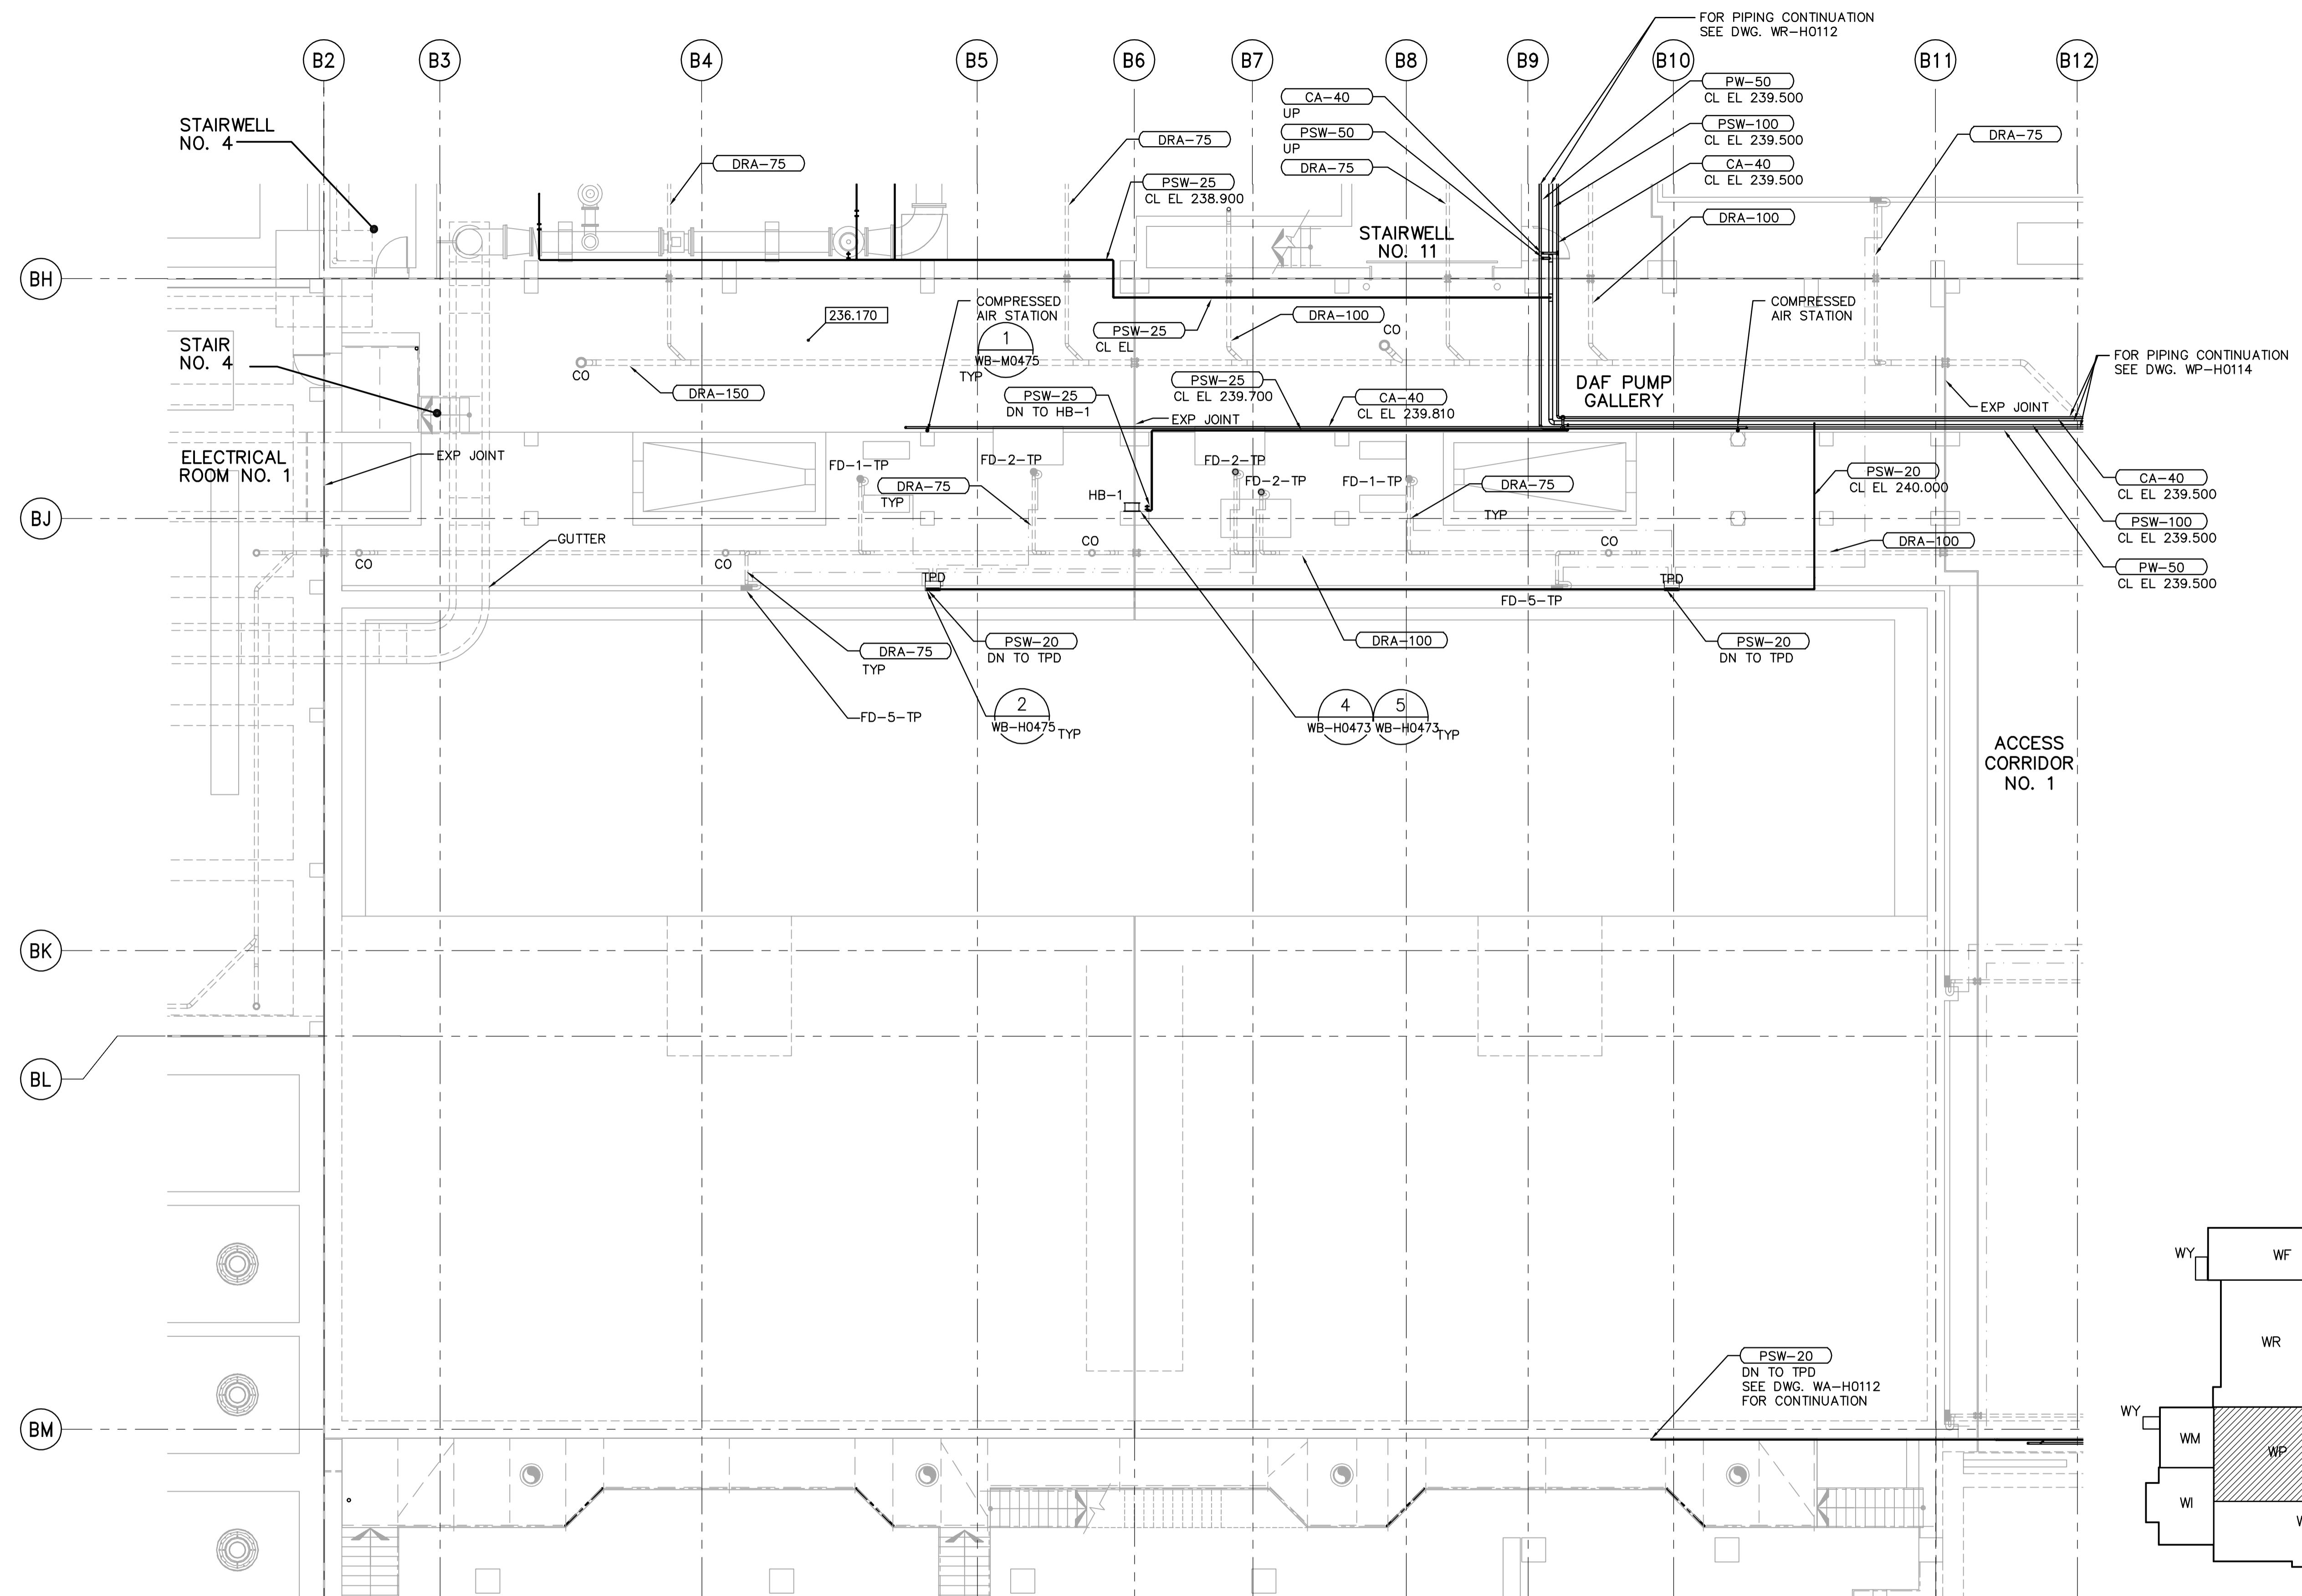 FOR PIPING CONTINUATION
SEE DWG. WR-H0112
B2
B3
B4
B5
B6
B7
B8
B9
B10
B11
B12
CA-40
UP
PSW-50
UP
DRA-75
PW-50
CL EL 239.500
PSW-100
CL EL 239.500
CA-40
CL EL 239.500
DRA-100
DRA-75
STAIRWELL
NO. 4
DRA-75
DRA-75
PSW-25
CL EL 238.900
STAIRWELL
NO. 11
BH
236.170
COMPRESSED
AIR STATION
1
WB-M0475
TYP
PSW-25
CL EL
DRA-100
CO
COMPRESSED
AIR STATION
STAIR
NO. 4
CO
DRA-150
PSW-25
DN TO HB-1
PSW-25
CL EL 239.700
CA-40
CL EL 239.810
EXP JOINT
DAF PUMP
GALLERY
FOR PIPING CONTINUATION
SEE DWG. WP-H0114
EXP JOINT
ELECTRICAL
ROOM NO. 1
EXP JOINT
FD-1-TP
FD-2-TP
FD-2-TP
FD-2-TP
FD-1-TP
DRA-75
TYP
HB-1
DRA-75
TYP
PSW-20
CL EL 240.000
CA-40
CL EL 239.500
PSW-100
CL EL 239.500
PW-50
CL EL 239.500
BJ
GUTTER
CO
CO
CO
CO
DRA-100
TPD
TPD
FD-5-TP
DRA-75
TYP
PSW-20
DN TO TPD
DRA-100
PSW-20
DN TO TPD
FD-5-TP
2
WB-H0475
TYP
4
WB-H0473
5
WB-H0473
TYP
ACCESS
CORRIDOR
NO. 1
BK
BL
PSW-20
DN TO TPD
SEE DWG. WA-H0112
FOR CONTINUATION
BM
WY
WF
WR
WY
WM
WP
WI